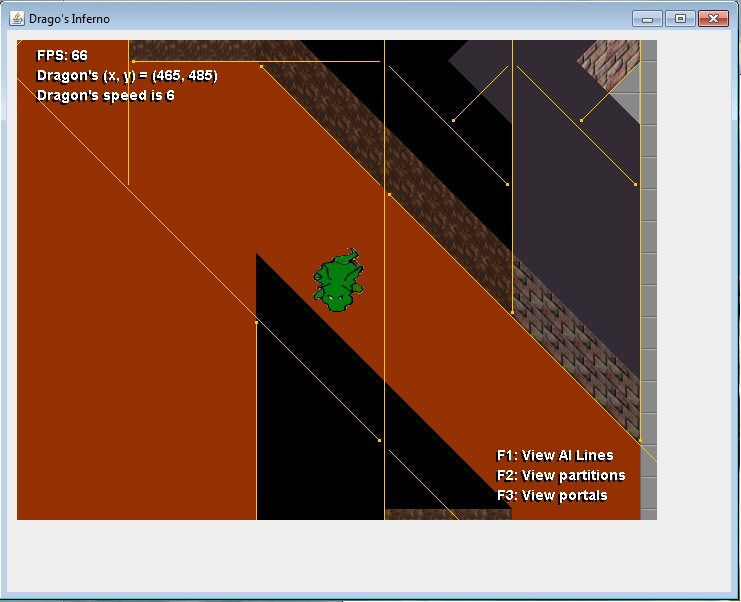 Drago's Inferno
FPS: 66
Dragon's (x, y) = (465, 485)
Dragon's speed is 6
F1: View AI Lines
F2: View partitions
F3: View portals